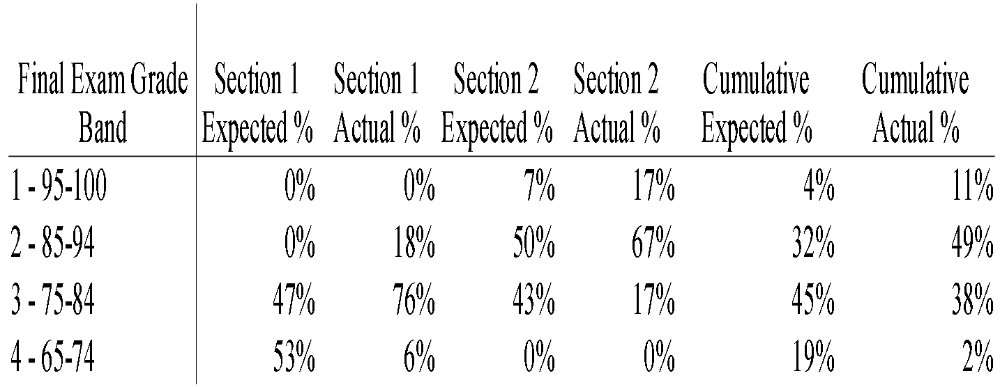 Final Exam Grade Band Section 1 Expected % Section 1 Actual % Section 2 Expected % Section 2 Actual % Cumulative Expected % Cumulative Actual %
1 - 95-100 0% 0% 7% 17% 4% 11%
2 - 85-94 0% 18% 50% 67% 32% 49%
3 - 75-84 47% 76% 43% 17% 45% 38%
4 - 65-74 53% 6% 0% 0% 19% 2%